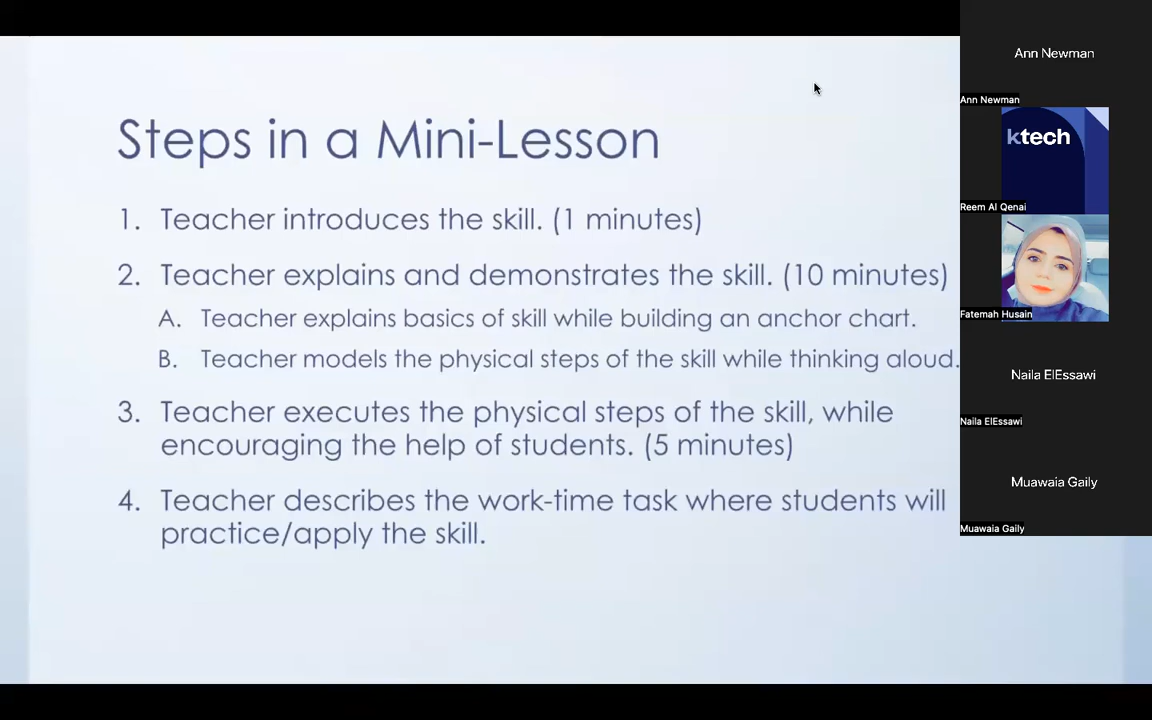 Steps in a Mini-Lesson
1. Teacher introduces the skill. (1 minutes)
2. Teacher explains and demonstrates the skill. (10 minutes)
A. Teacher explains basics of skill while building an anchor chart.
B. Teacher models the physical steps of the skill while thinking aloud.
3. Teacher executes the physical steps of the skill, while
encouraging the help of students. (5 minutes)
4. Teacher describes the work-time task where students will
practice/apply the skill.
Ann Newman
Ann Newman
ktech
Reem Al Qenai
Fatemah Husain
Naila ElEssawi
Naila ElEssawi
Muawaia Gaily
Muawaia Gaily